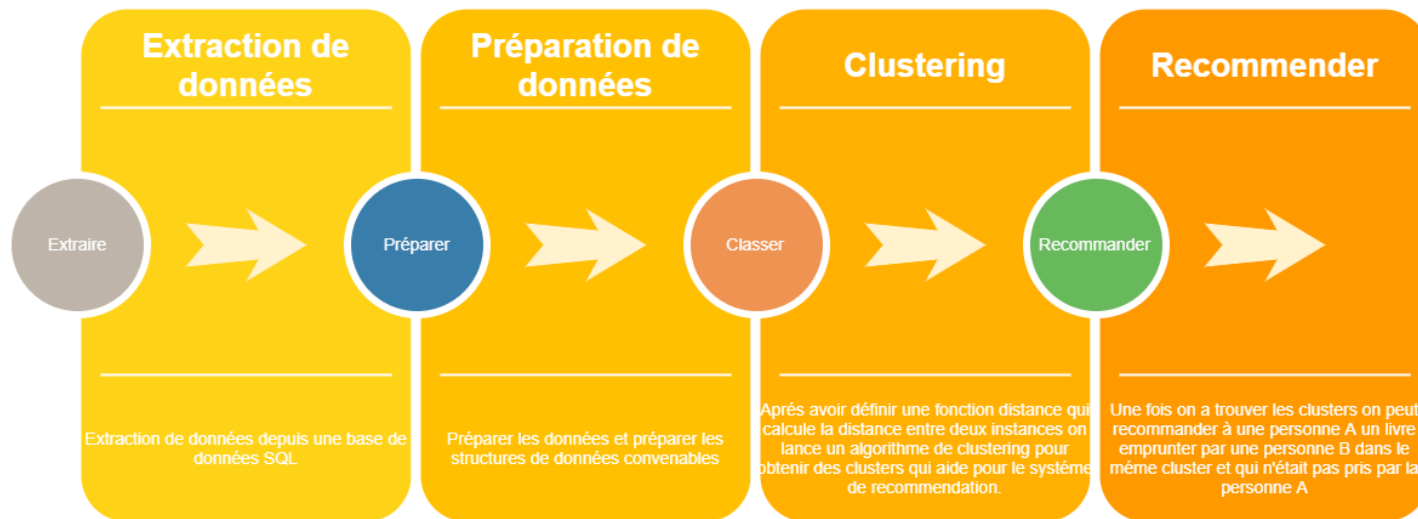 Extraction de
données
Préparation de
données
Clustering
Recommender
Extraire
Préparer
Classer
Recommander
Extraction de données depuis une base de
données SQL
Préparer les données et préparer les
structures de données convenables
Aprés avoir définir une fonction distance qui
calcule la distance entre deux instances on
lance un algorithme de clustering pour
obtenir des clusters qui aide pour le systéme
de recommendation.
Une fois on a trouver les clusters on peut
recommander à une personne A un livre
emprunter par une personne B dans le
méme cluster et qui n'était pas pris par la
personne A